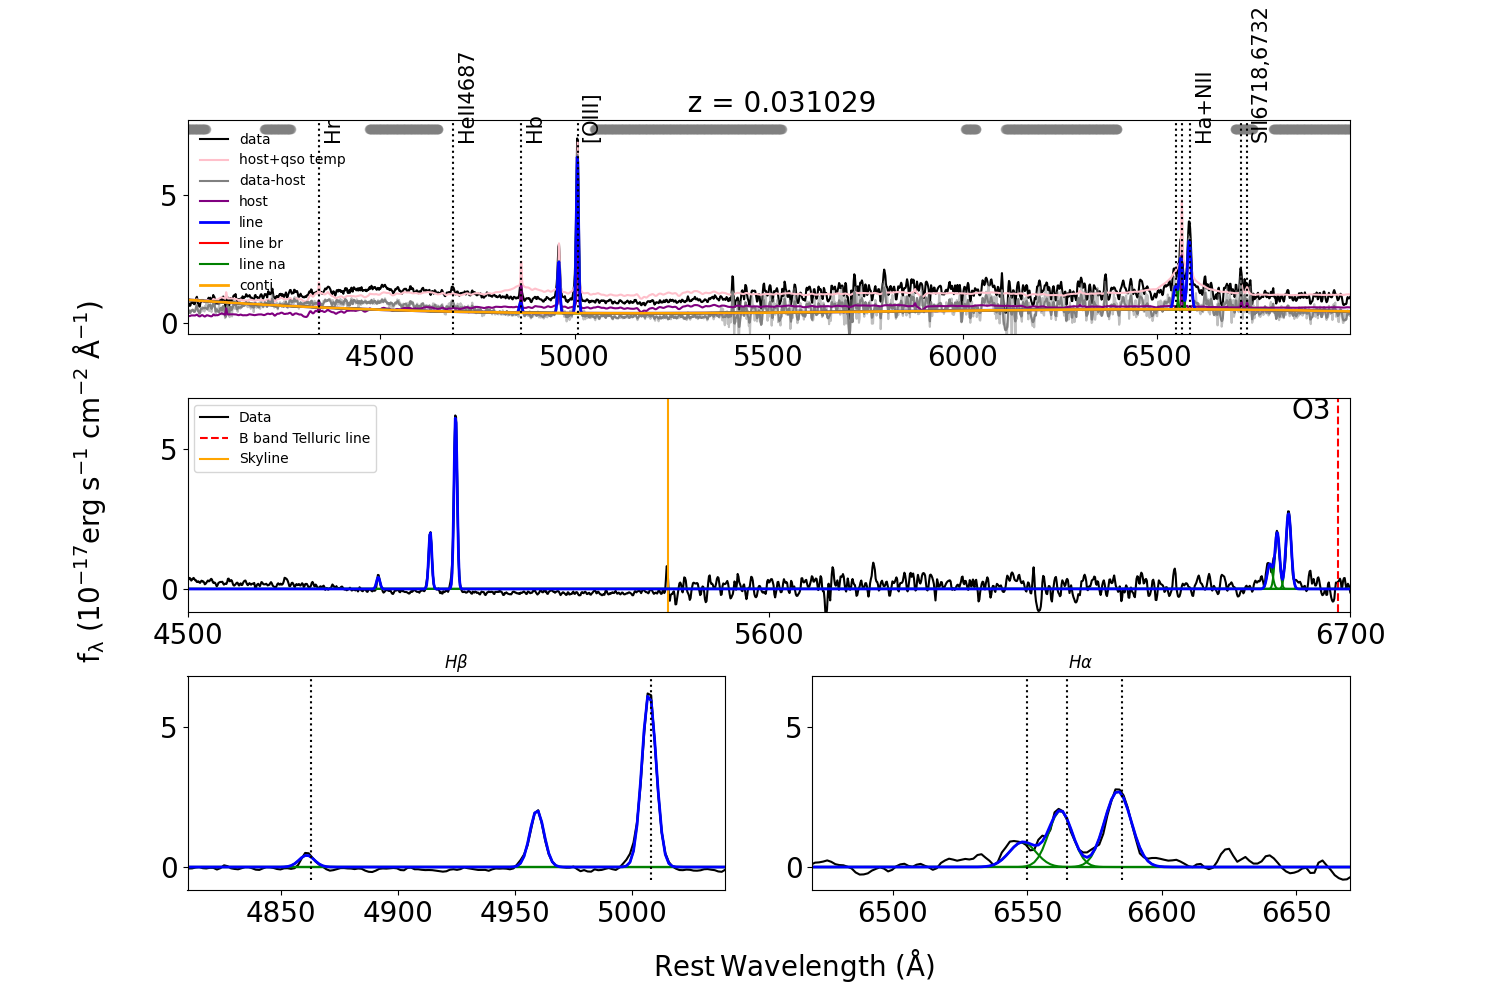 z = 0.031029
Hr
HeII4687
Hb
[OIII]
Ha+NII
SII6718,6732
data
host+qso temp
data-host
host
line
line br
line na
conti
5
0
4500 5000 5500 6000 6500
fλ (10⁻¹⁷erg s⁻¹ cm⁻² Å⁻¹)
Data
B band Telluric line
Skyline
O3
5
0
4500 5600 6700
Hβ
5
0
4850 4900 4950 5000
Hα
5
0
6500 6550 6600 6650
Rest Wavelength (Å)